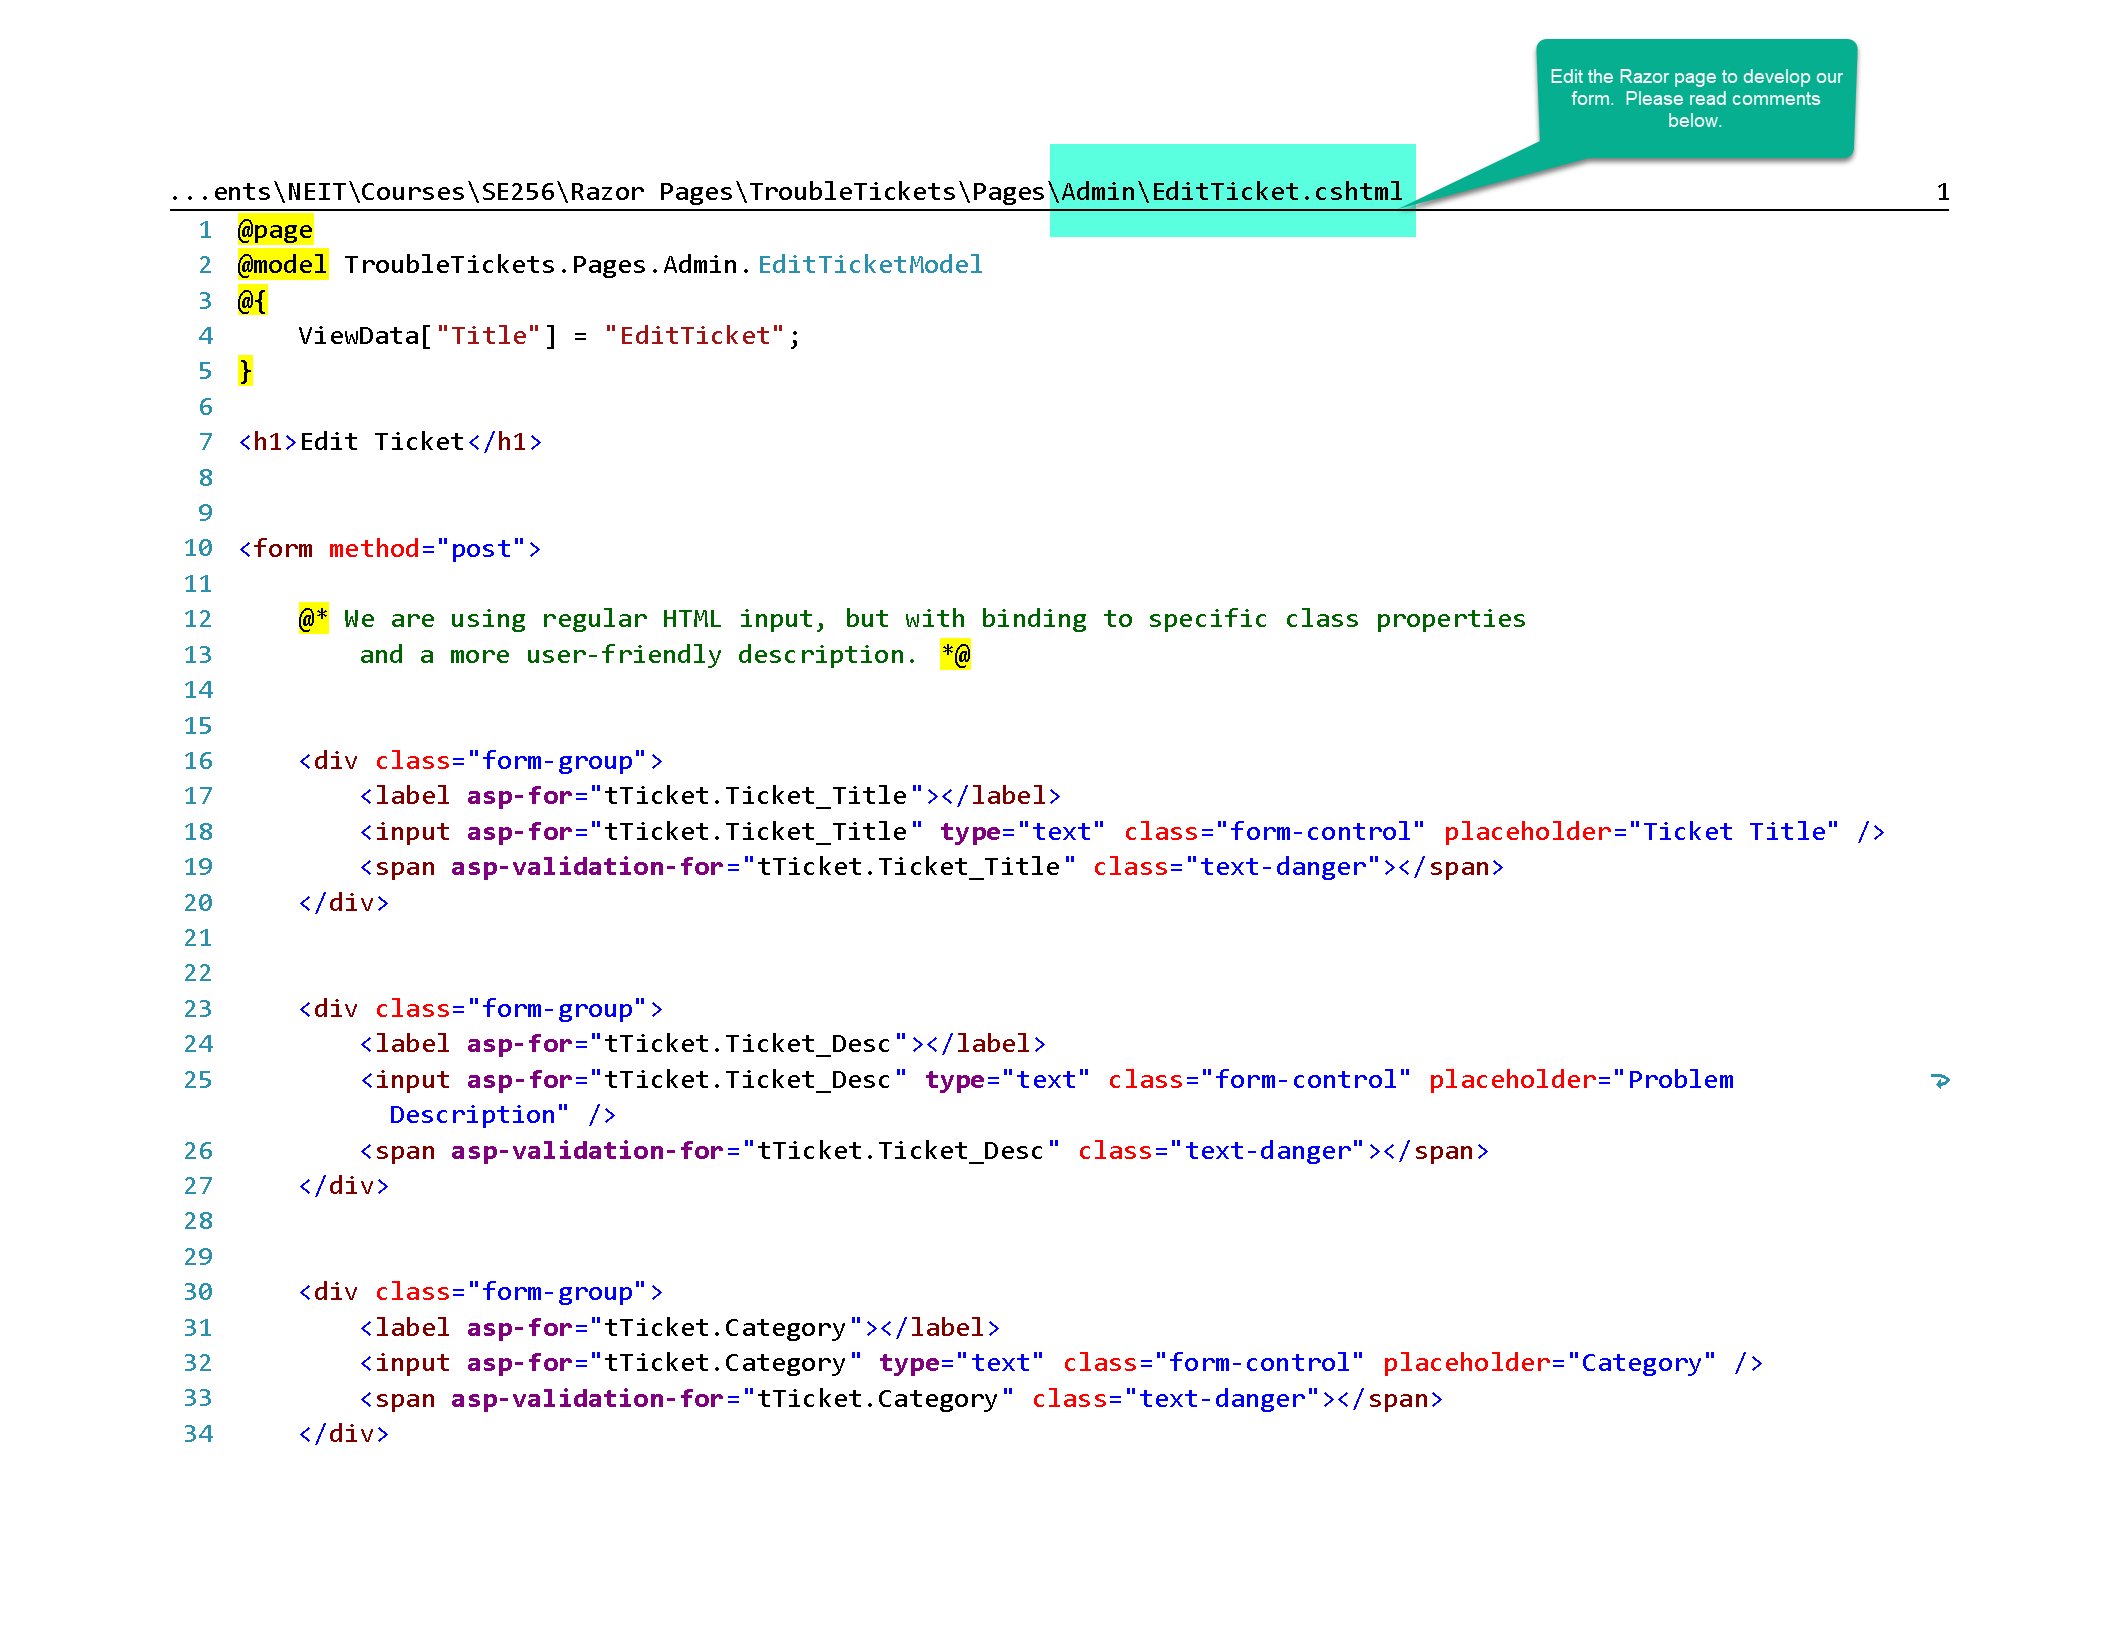 Edit the Razor page to develop our
form.  Please read comments
below.
...ents\NEIT\Courses\SE256\Razor Pages\TroubleTickets\Pages\Admin\EditTicket.cshtml 1
1 @page
2 @model TroubleTickets.Pages.Admin.EditTicketModel
3 @{
4     ViewData["Title"] = "EditTicket";
5 }
6
7 <h1>Edit Ticket</h1>
8
9
10 <form method="post">
11
12     @* We are using regular HTML input, but with binding to specific class properties
13         and a more user-friendly description. *@
14
15
16     <div class="form-group">
17         <label asp-for="tTicket.Ticket_Title"></label>
18         <input asp-for="tTicket.Ticket_Title" type="text" class="form-control" placeholder="Ticket Title" />
19         <span asp-validation-for="tTicket.Ticket_Title" class="text-danger"></span>
20     </div>
21
22
23     <div class="form-group">
24         <label asp-for="tTicket.Ticket_Desc"></label>
25         <input asp-for="tTicket.Ticket_Desc" type="text" class="form-control" placeholder="Problem
Description" />
26         <span asp-validation-for="tTicket.Ticket_Desc" class="text-danger"></span>
27     </div>
28
29
30     <div class="form-group">
31         <label asp-for="tTicket.Category"></label>
32         <input asp-for="tTicket.Category" type="text" class="form-control" placeholder="Category" />
33         <span asp-validation-for="tTicket.Category" class="text-danger"></span>
34     </div>